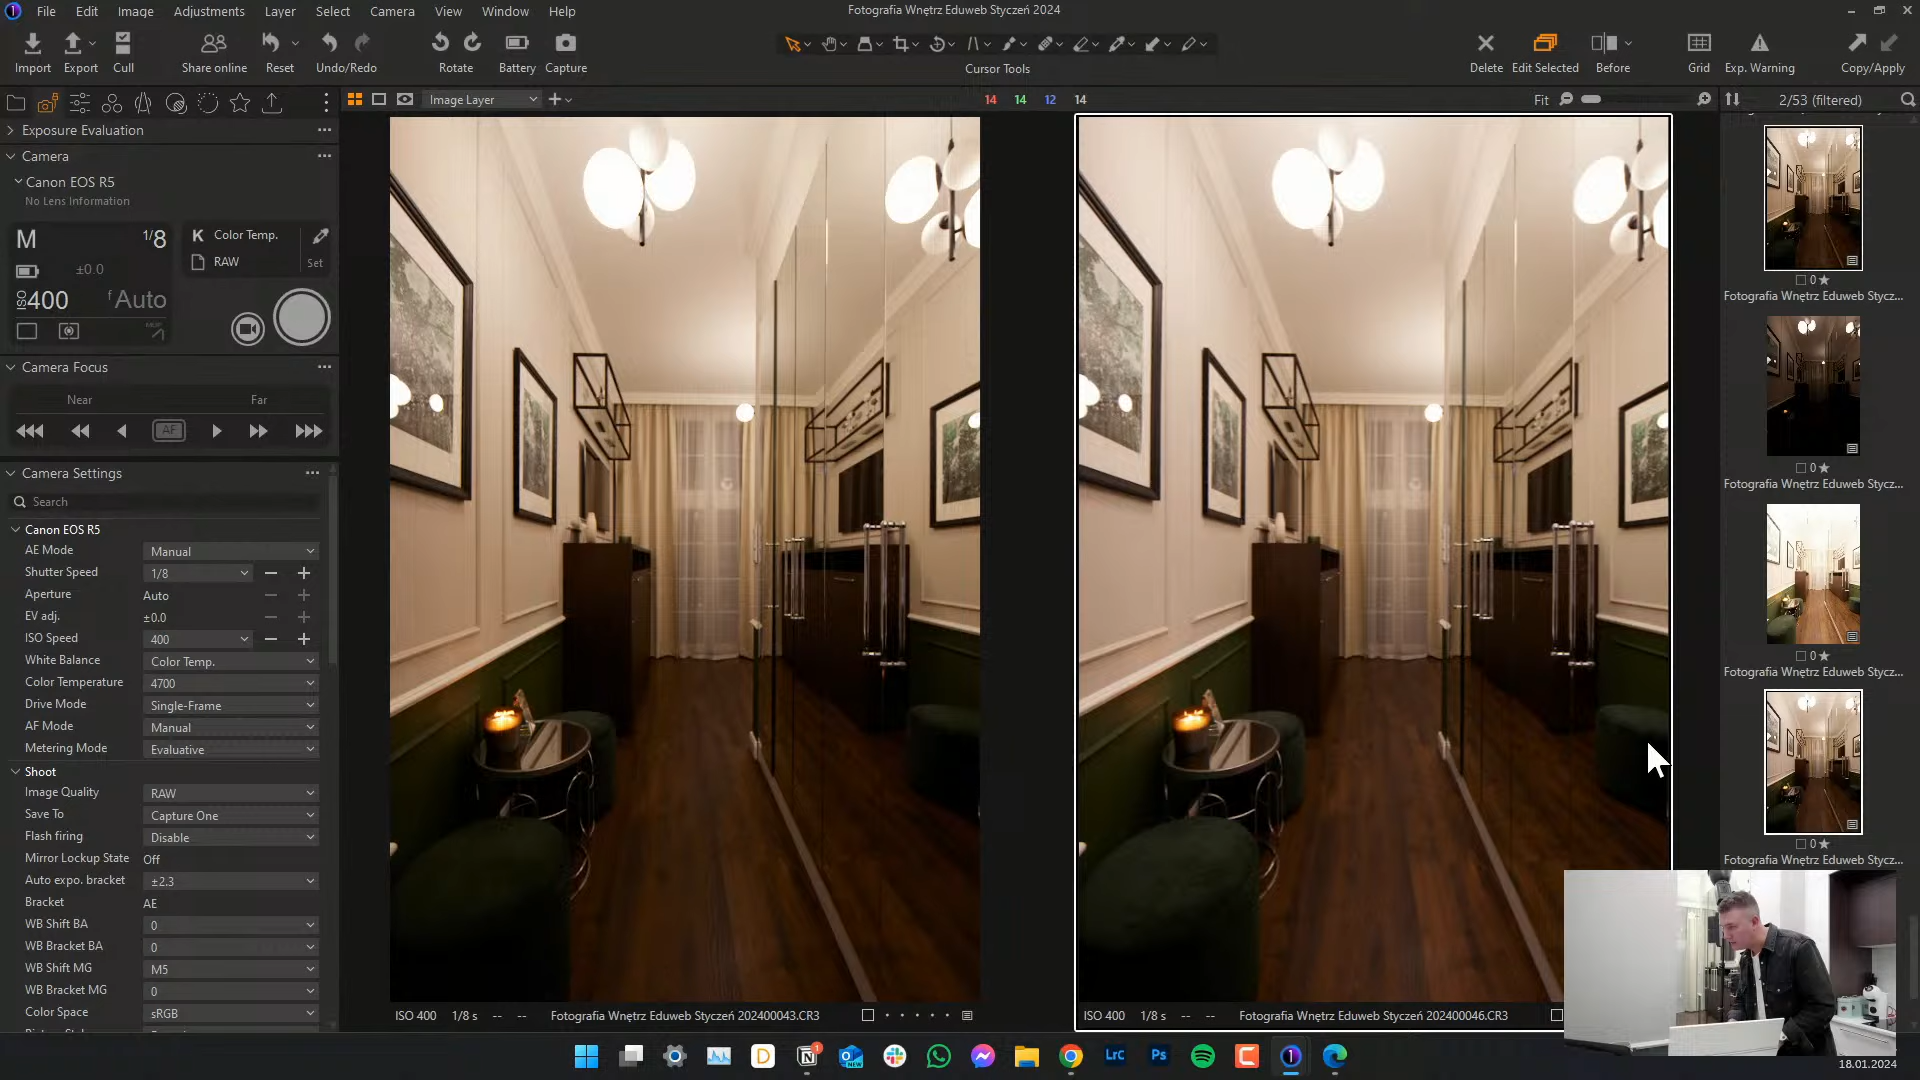 File Edit Image Adjustments Layer Select Camera View Window Help
Fotografia Wnętrz Eduweb Styczeń 2024
Import Export Cull Share online Reset Undo/Redo Rotate Battery Capture
Cursor Tools
Delete Edit Selected Before Grid Exp. Warning Copy/Apply
Image Layer
14 14 12 14
Fit
2/53 (filtered)
Exposure Evaluation
Camera
Canon EOS R5
No Lens Information
M 1/8
±0.0
ISO 400 f Auto
K Color Temp.
RAW
Set
Camera Focus
Near Far
AF
Camera Settings
Search
Canon EOS R5
AE Mode Manual
Shutter Speed 1/8
Aperture Auto
EV adj. ±0.0
ISO Speed 400
White Balance Color Temp.
Color Temperature 4700
Drive Mode Single-Frame
AF Mode Manual
Metering Mode Evaluative
Shoot
Image Quality RAW
Save To Capture One
Flash firing Disable
Mirror Lockup State Off
Auto expo. bracket ±2.3
Bracket AE
WB Shift BA 0
WB Bracket BA 0
WB Shift MG M5
WB Bracket MG 0
Color Space sRGB
ISO 400 1/8 s -- -- Fotografia Wnętrz Eduweb Styczeń 202400043.CR3
ISO 400 1/8 s -- -- Fotografia Wnętrz Eduweb Styczeń 202400046.CR3
0
Fotografia Wnętrz Eduweb Stycz...
0
Fotografia Wnętrz Eduweb Stycz...
0
Fotografia Wnętrz Eduweb Stycz...
0
Fotografia Wnętrz Eduweb Stycz...
D N 1 NEW LrC Ps 1
18.01.2024